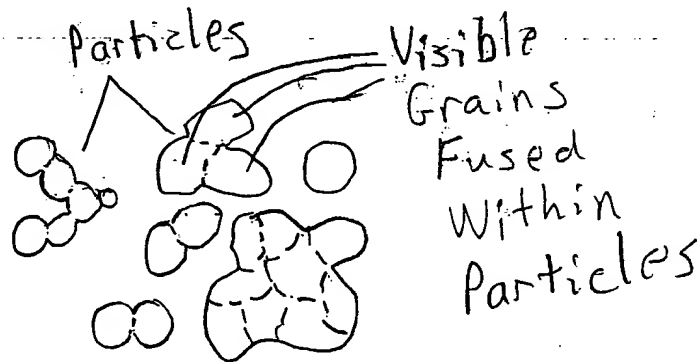 Particles
Visible
Grains
Fused
Within
Particles